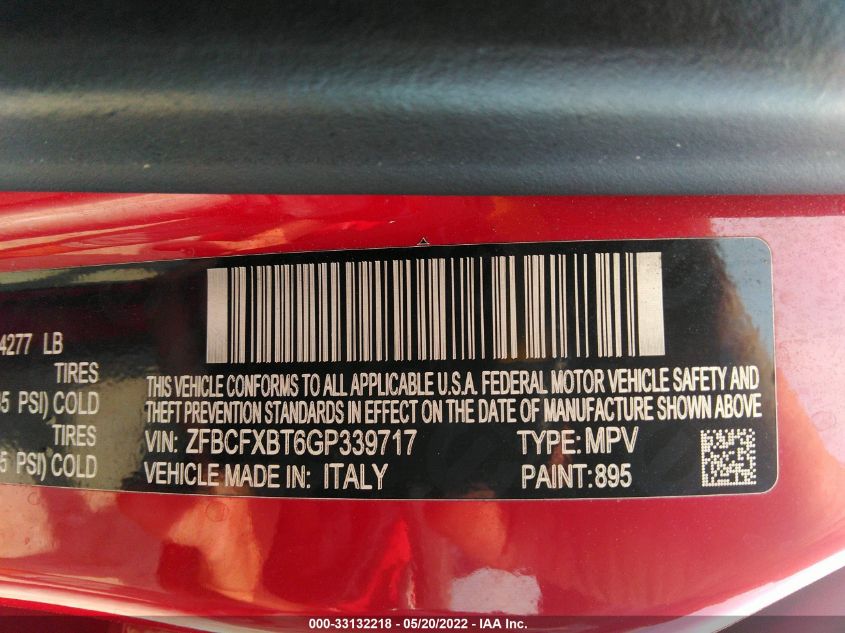 4277 LB
TIRES
5 PSI) COLD
TIRES
5 PSI) COLD
THIS VEHICLE CONFORMS TO ALL APPLICABLE U.S.A. FEDERAL MOTOR VEHICLE SAFETY AND
THEFT PREVENTION STANDARDS IN EFFECT ON THE DATE OF MANUFACTURE SHOWN ABOVE
VIN: ZFBCFXBT6GP339717 TYPE: MPV
VEHICLE MADE IN: ITALY PAINT: 895
000-33132218 - 05/20/2022 - IAA Inc.